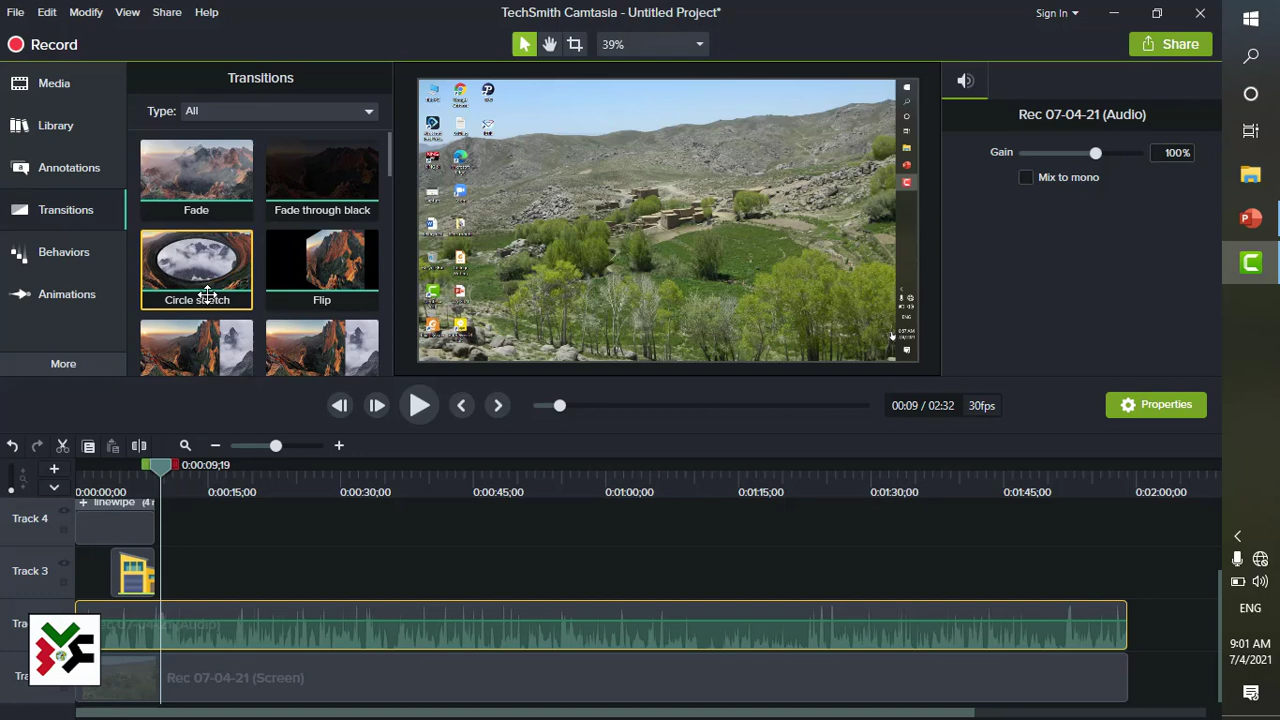 File Edit Modify View Share Help
TechSmith Camtasia - Untitled Project*
Sign In
Record
39%
Share
Media
Library
Annotations
Transitions
Behaviors
Animations
More
Transitions
Type: All
Fade
Fade through black
Circle stretch
Flip
Rec 07-04-21 (Audio)
Gain 100%
Mix to mono
00:09 / 02:32 30fps
Properties
0:00:09;19
0:00:00;00 0:00:15;00 0:00:30;00 0:00:45;00 0:01:00;00 0:01:15;00 0:01:30;00 0:01:45;00 0:02:00;00
Track 4
linewipe (4
Track 3
Rec 07-04-21 (Screen)
ENG
9:01 AM
7/4/2021